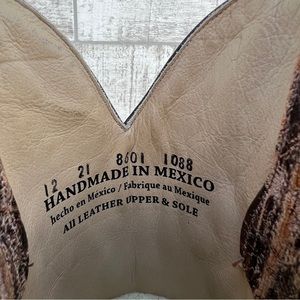 12 21 8601 1088
HANDMADE IN MEXICO
hecho en Mexico / Fabrique au Mexique
All LEATHER UPPER & SOLE